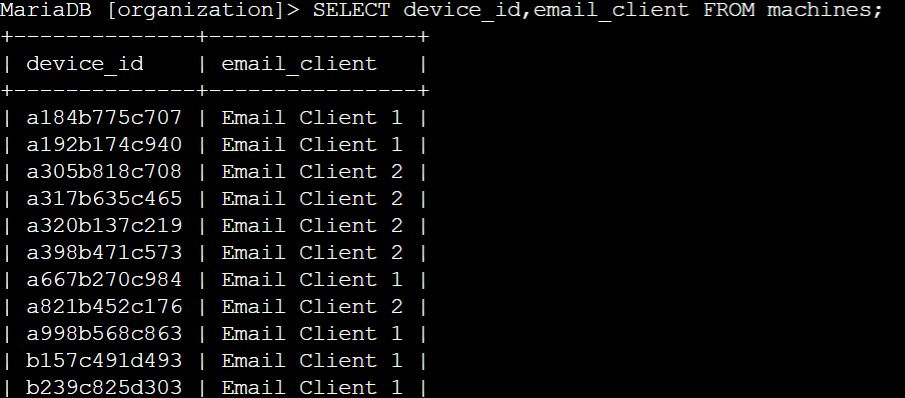 MariaDB [organization]> SELECT device_id,email_client FROM machines;
+--------------+----------------+
| device_id    | email_client   |
+--------------+----------------+
| a184b775c707 | Email Client 1 |
| a192b174c940 | Email Client 1 |
| a305b818c708 | Email Client 2 |
| a317b635c465 | Email Client 2 |
| a320b137c219 | Email Client 2 |
| a398b471c573 | Email Client 2 |
| a667b270c984 | Email Client 1 |
| a821b452c176 | Email Client 2 |
| a998b568c863 | Email Client 1 |
| b157c491d493 | Email Client 1 |
| b239c825d303 | Email Client 1 |